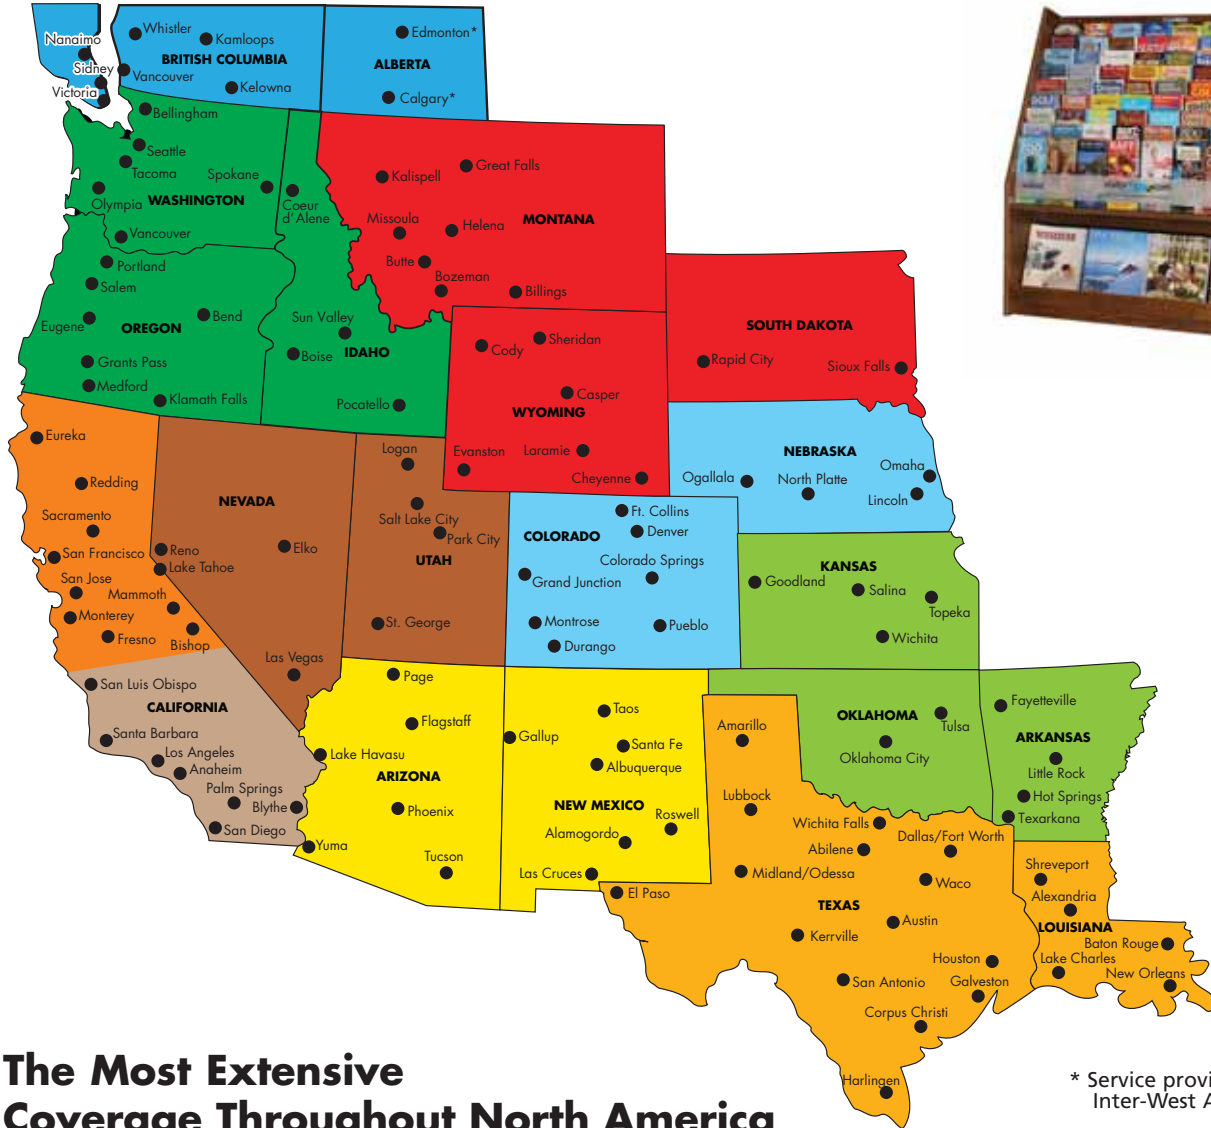 Nanaimo
Sidney
Victoria
Whistler
Kamloops
BRITISH COLUMBIA
Vancouver
Kelowna
Edmonton*
ALBERTA
Calgary*
Bellingham
Seattle
Tacoma
Spokane
Olympia
WASHINGTON
Vancouver
Coeur
d'Alene
Kalispell
Great Falls
Missoula
Helena
MONTANA
Butte
Bozeman
Billings
Portland
Salem
Eugene
OREGON
Bend
Grants Pass
Medford
Klamath Falls
Sun Valley
Boise
IDAHO
Pocatello
Cody
Sheridan
Casper
WYOMING
Evanston
Laramie
Cheyenne
SOUTH DAKOTA
Rapid City
Sioux Falls
NEBRASKA
Ogallala
North Platte
Omaha
Lincoln
Eureka
Redding
Sacramento
San Francisco
San Jose
Mammoth
Monterey
Fresno
Bishop
San Luis Obispo
CALIFORNIA
Santa Barbara
Los Angeles
Anaheim
Palm Springs
Blythe
San Diego
NEVADA
Reno
Elko
Lake Tahoe
Las Vegas
Logan
Salt Lake City
Park City
UTAH
St. George
Ft. Collins
COLORADO
Denver
Colorado Springs
Grand Junction
Montrose
Pueblo
Durango
KANSAS
Goodland
Salina
Topeka
Wichita
Page
Flagstaff
Lake Havasu
ARIZONA
Phoenix
Yuma
Tucson
Taos
Gallup
Santa Fe
Albuquerque
NEW MEXICO
Roswell
Alamogordo
Las Cruces
OKLAHOMA
Tulsa
Oklahoma City
Fayetteville
ARKANSAS
Little Rock
Hot Springs
Texarkana
Amarillo
Lubbock
Wichita Falls
Dallas/Fort Worth
Abilene
Midland/Odessa
Waco
El Paso
TEXAS
Austin
Kerrville
Houston
San Antonio
Galveston
Corpus Christi
Harlingen
Shreveport
Alexandria
LOUISIANA
Baton Rouge
Lake Charles
New Orleans
The Most Extensive
Coverage Throughout North America
* Service provi
Inter-West A